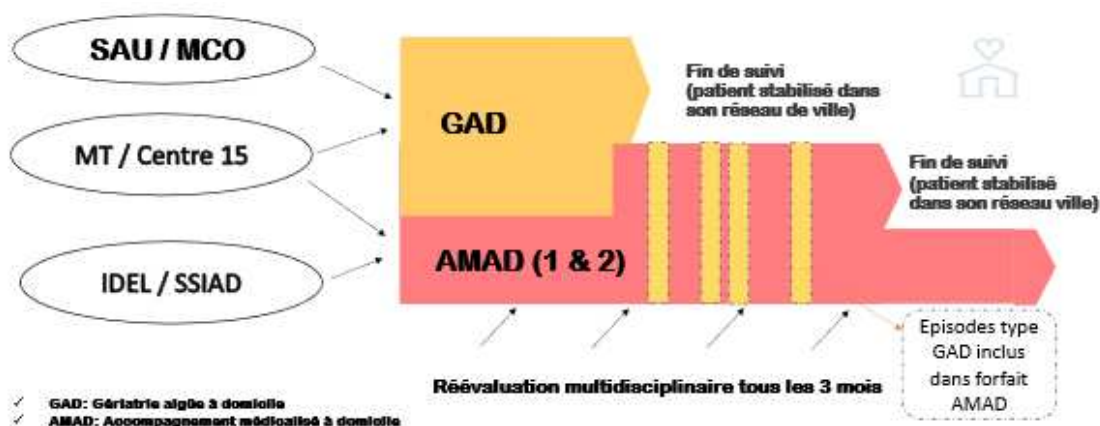 SAU / MCO
MT / Centre 15
IDEL / SSIAD
GAD
AMAD (1 & 2)
Fin de suivi
(patient stabilisé dans
son réseau de ville)
Fin de suivi
(patient stabilisé
dans son réseau ville)
Episodes type
GAD inclus
dans forfait
AMAD
Réévaluation multidisciplinaire tous les 3 mois
✓ GAD: Gériatrie aigüe à domicile
✓ AMAD: Accompagnement médicalisé à domicile